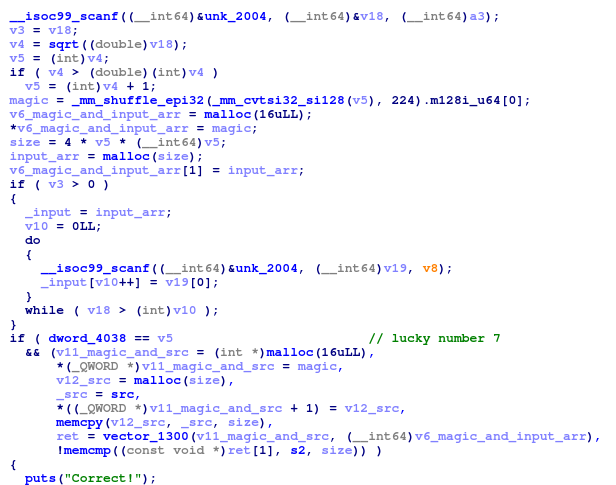 __isoc99_scanf((__int64)&unk_2004, (__int64)&v18, (__int64)a3);
v3 = v18;
v4 = sqrt((double)v18);
v5 = (int)v4;
if ( v4 > (double)(int)v4 )
  v5 = (int)v4 + 1;
magic = _mm_shuffle_epi32(_mm_cvtsi32_si128(v5), 224).m128i_u64[0];
v6_magic_and_input_arr = malloc(16uLL);
*v6_magic_and_input_arr = magic;
size = 4 * v5 * (__int64)v5;
input_arr = malloc(size);
v6_magic_and_input_arr[1] = input_arr;
if ( v3 > 0 )
{
  _input = input_arr;
  v10 = 0LL;
  do
  {
    __isoc99_scanf((__int64)&unk_2004, (__int64)v19, v8);
    _input[v10++] = v19[0];
  }
  while ( v18 > (int)v10 );
}
if ( dword_4038 == v5                        // lucky number 7
  && (v11_magic_and_src = (int *)malloc(16uLL),
      *(_QWORD *)v11_magic_and_src = magic,
      v12_src = malloc(size),
      _src = src,
      *((_QWORD *)v11_magic_and_src + 1) = v12_src,
      memcpy(v12_src, _src, size),
      ret = vector_1300(v11_magic_and_src, (__int64)v6_magic_and_input_arr),
      !memcmp((const void *)ret[1], s2, size)) )
{
  puts("Correct!");